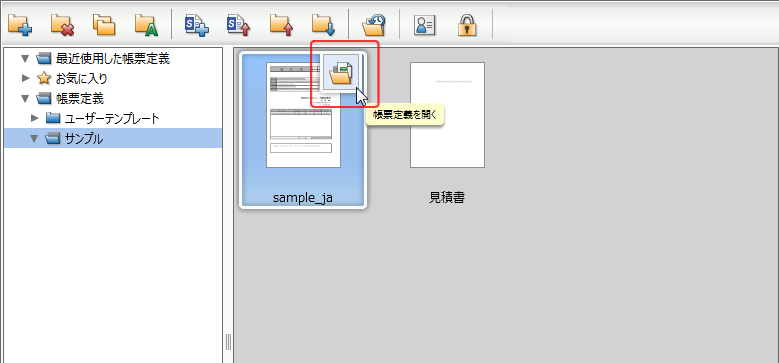 最近使用した帳票定義
お気に入り
帳票定義
ユーザーテンプレート
サンプル
帳票定義を開く
sample_ja
見積書